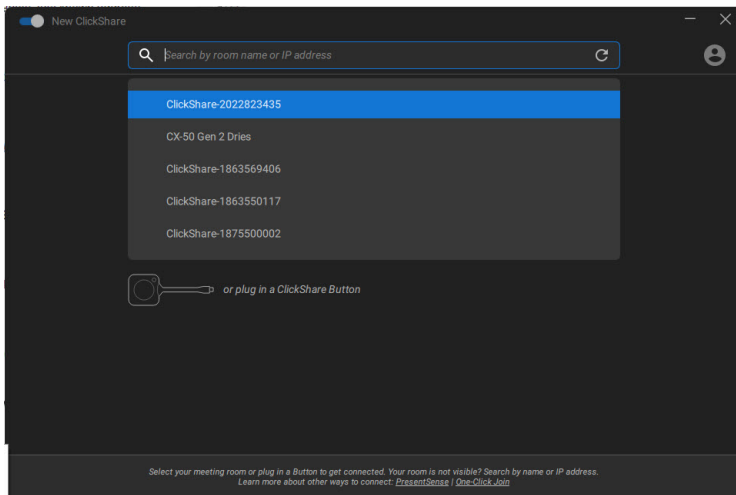 New ClickShare
Search by room name or IP address
ClickShare-2022823435
CX-50 Gen 2 Dries
ClickShare-1863569406
ClickShare-1863550117
ClickShare-1875500002
or plug in a ClickShare Button
Select your meeting room or plug in a Button to get connected. Your room is not visible? Search by name or IP address.
Learn more about other ways to connect: PresentSense | One-Click Join